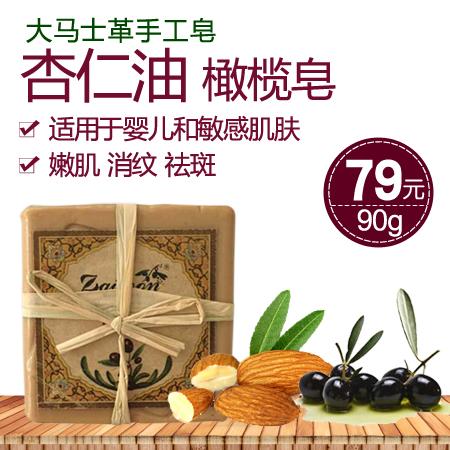 大马士革手工皂
杏仁油 橄榄皂
适用于婴儿和敏感肌肤
嫩肌 消纹 祛斑
79元
90g